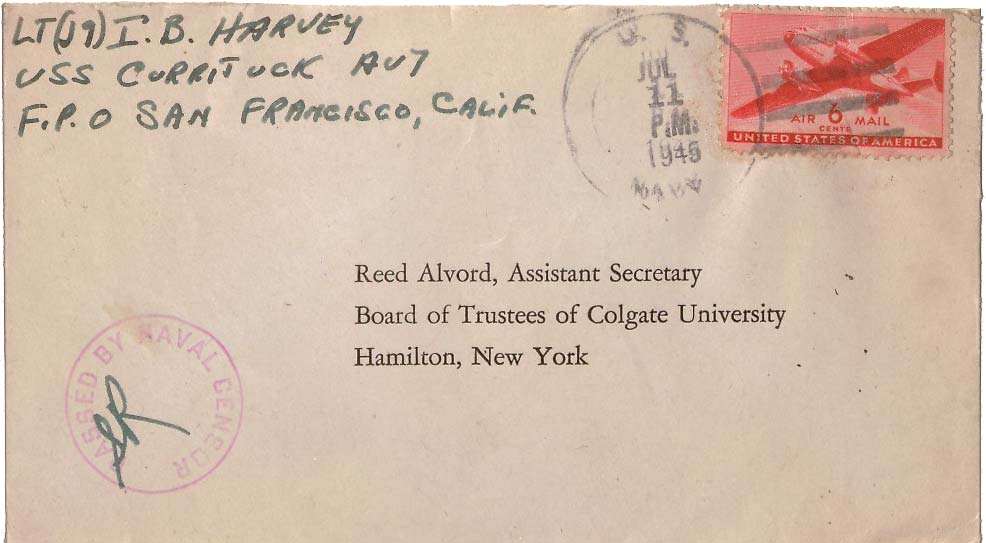 LT(J9) I. B. HARVEY
USS CURRITUCK AV7
F.P.O SAN FRANCISCO, CALIF.
U. S.
JUL
11
P.M.
1945
NAVY
AIR 6 MAIL
CENTS
UNITED STATES OF AMERICA
Reed Alvord, Assistant Secretary
Board of Trustees of Colgate University
Hamilton, New York
PASSED BY NAVAL CENSOR